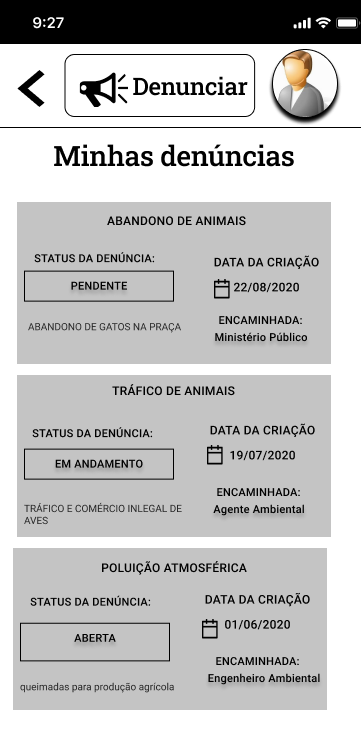 9:27
Denunciar
Minhas denúncias
ABANDONO DE ANIMAIS
STATUS DA DENÚNCIA:
PENDENTE
ABANDONO DE GATOS NA PRAÇA
DATA DA CRIAÇÃO
22/08/2020
ENCAMINHADA:
Ministério Público
TRÁFICO DE ANIMAIS
STATUS DA DENÚNCIA:
EM ANDAMENTO
TRÁFICO E COMÉRCIO INLEGAL DE
AVES
DATA DA CRIAÇÃO
19/07/2020
ENCAMINHADA:
Agente Ambiental
POLUIÇÃO ATMOSFÉRICA
STATUS DA DENÚNCIA:
ABERTA
queimadas para produção agrícola
DATA DA CRIAÇÃO
01/06/2020
ENCAMINHADA:
Engenheiro Ambiental